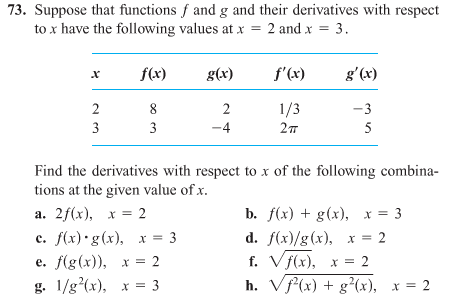 73. Suppose that functions f and g and their derivatives with respect
to x have the following values at x = 2 and x = 3.
x f(x) g(x) f′(x) g′(x)
2 8 2 1/3 −3
3 3 −4 2π 5
Find the derivatives with respect to x of the following combina-
tions at the given value of x.
a. 2f(x), x = 2 b. f(x) + g(x), x = 3
c. f(x)·g(x), x = 3 d. f(x)/g(x), x = 2
e. f(g(x)), x = 2 f. √f(x), x = 2
g. 1/g²(x), x = 3 h. √f²(x) + g²(x), x = 2